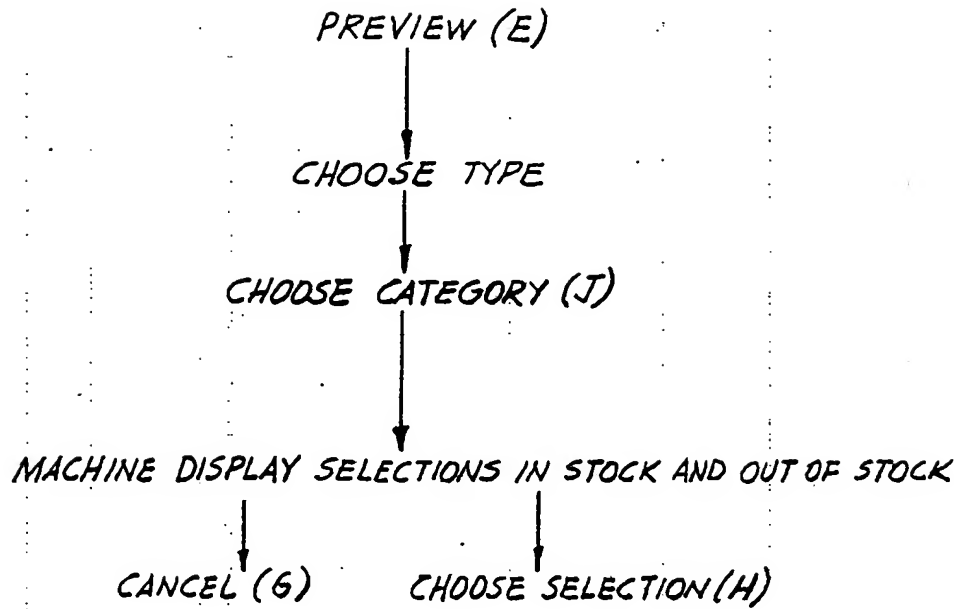 PREVIEW (E)
CHOOSE TYPE
CHOOSE CATEGORY (J)
MACHINE DISPLAY SELECTIONS IN STOCK AND OUT OF STOCK
CANCEL (G) CHOOSE SELECTION (H)